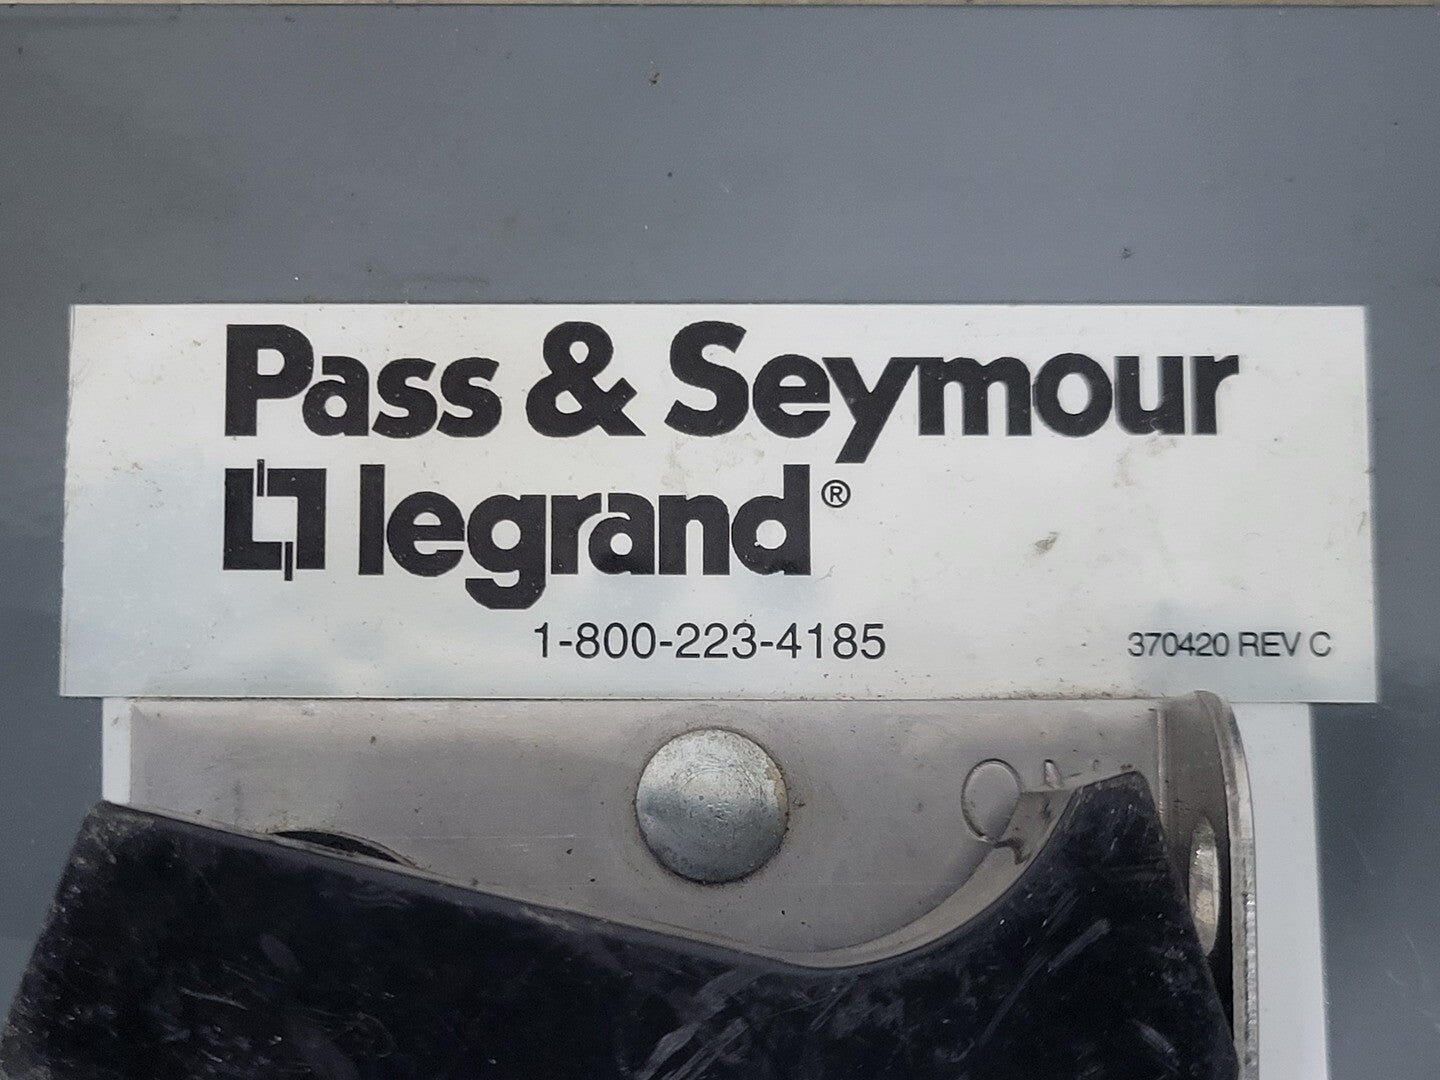 Pass & Seymour
legrand®
1-800-223-4185
370420 REV C